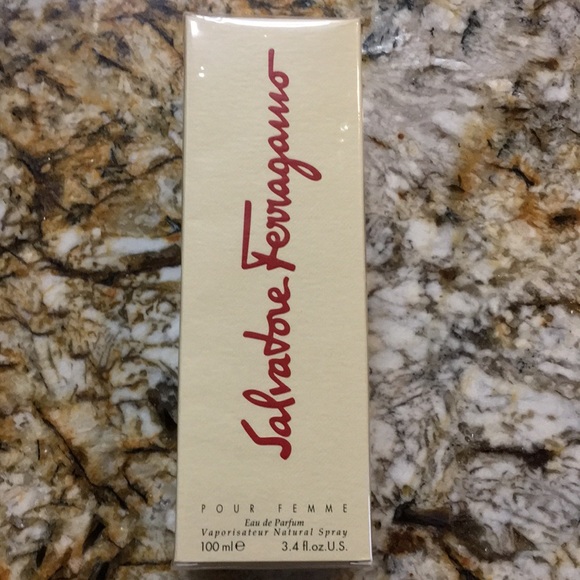 Salvatore Ferragamo
POUR FEMME
Eau de Parfum
Vaporisateur Natural Spray
100 ml℮ 3.4 fl.oz.U.S.